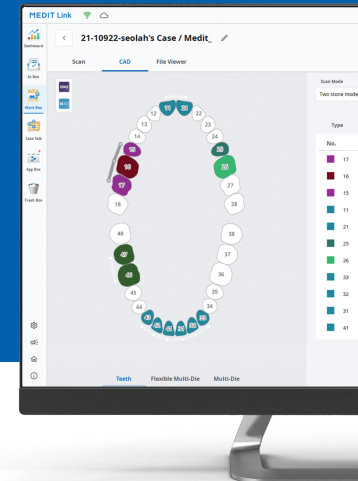 MEDIT Link
21-10922-seolah's Case / Medit_
Dashboard
In Box
Work Box
Case Talk
App Box
Trash Box
Scan CAD File Viewer
Scan Mode
Two stone mode
Type
No.
17
16
15
11
21
25
26
33
32
31
41
12 11 21 22
13 23
14 24
15 25
16 26
17 27
18 28
48 38
47 37
46 36
45 35
44 34
43 42 41 31 32 33
Teeth Flexible Multi-Die Multi-Die